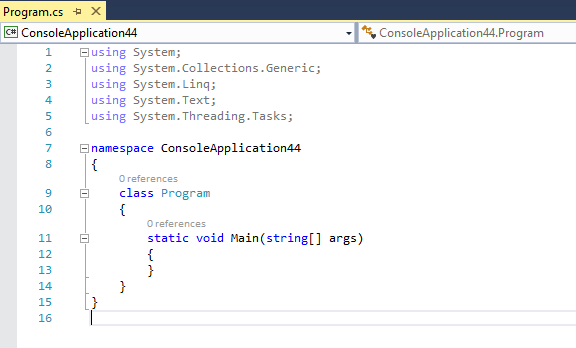 Program.cs
C# ConsoleApplication44 ConsoleApplication44.Program
1 using System;
2 using System.Collections.Generic;
3 using System.Linq;
4 using System.Text;
5 using System.Threading.Tasks;
6
7 namespace ConsoleApplication44
8 {
0 references
9 class Program
10 {
0 references
11 static void Main(string[] args)
12 {
13 }
14 }
15 }
16